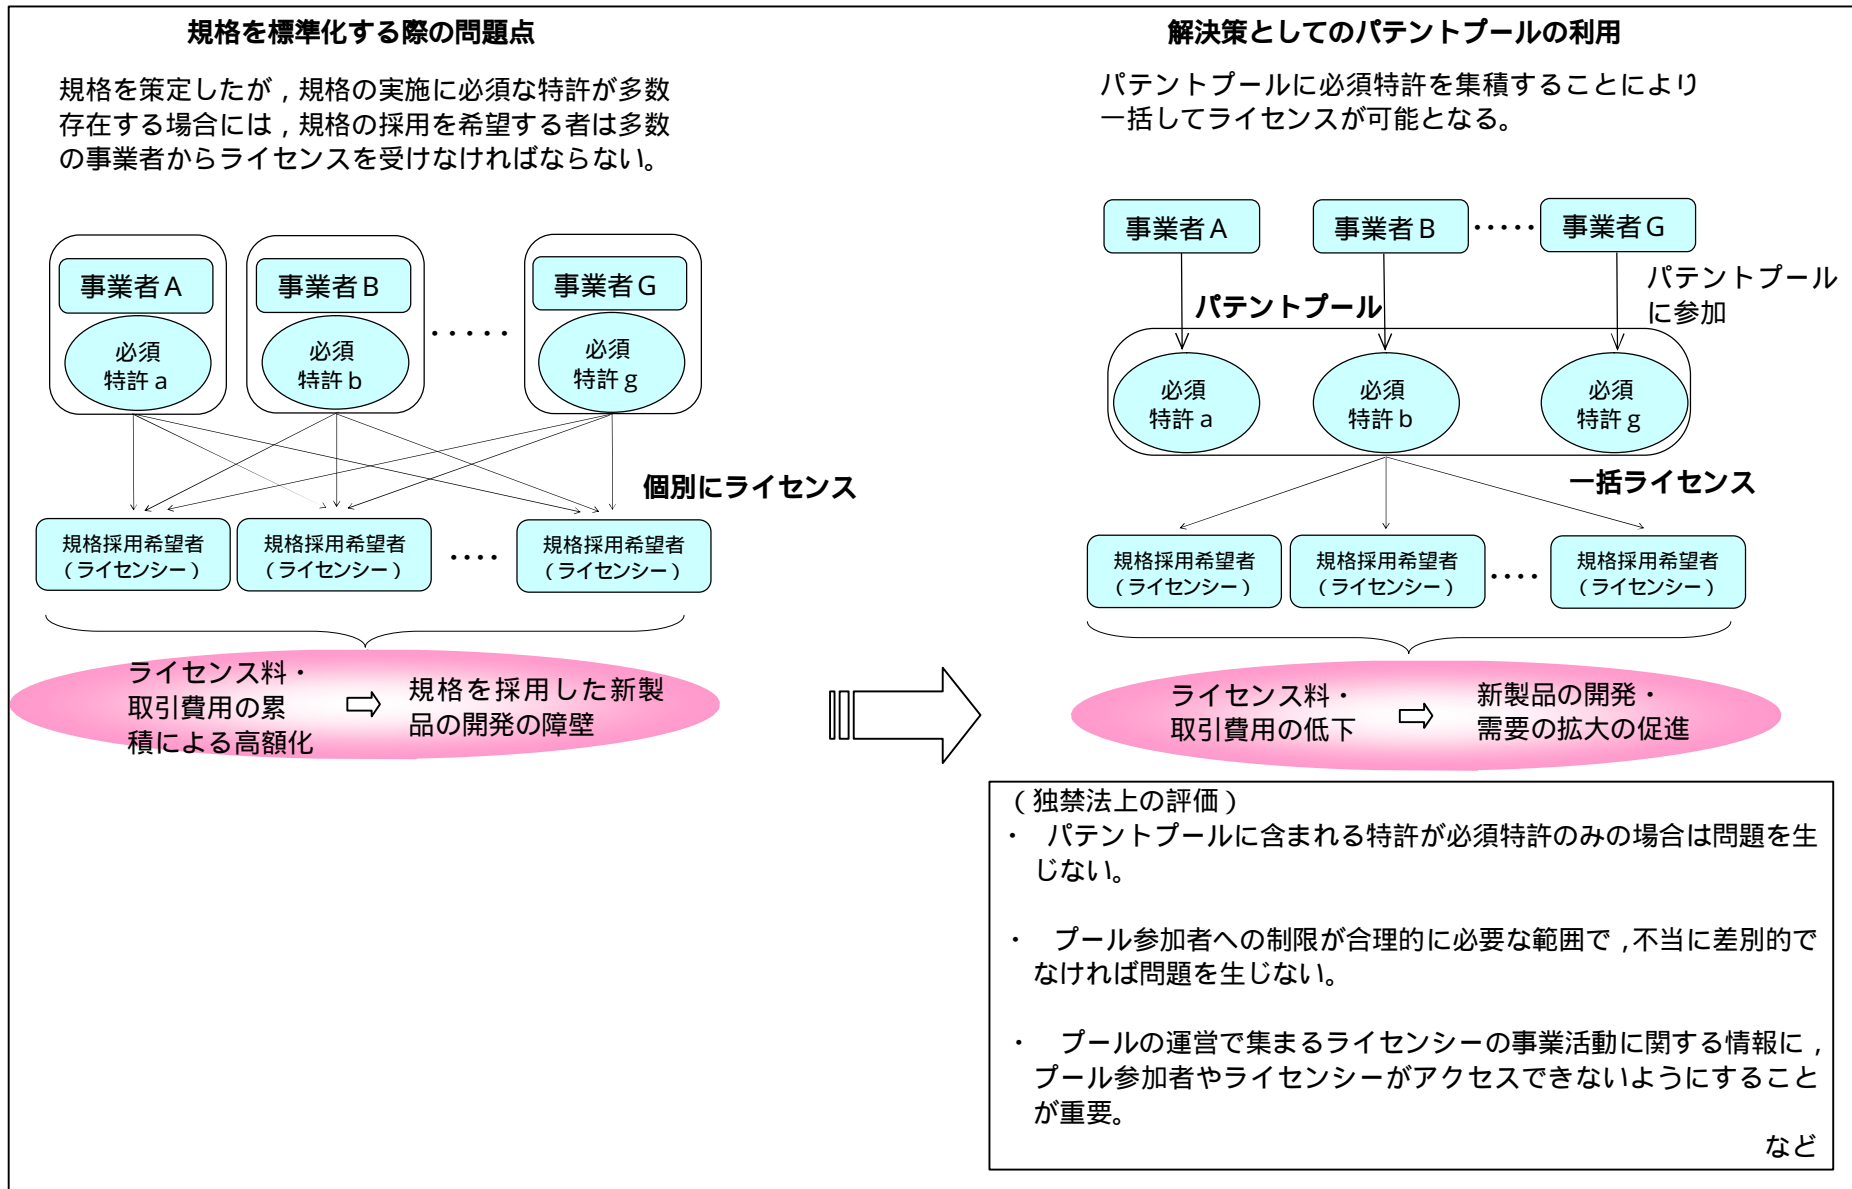 規格を標準化する際の問題点
規格を策定したが，規格の実施に必須な特許が多数
存在する場合には，規格の採用を希望する者は多数
の事業者からライセンスを受けなければならない。
事業者A
事業者B
事業者G
・・・・・
必須
特許a
必須
特許b
必須
特許g
個別にライセンス
規格採用希望者
（ライセンシー）
規格採用希望者
（ライセンシー）
・・・・
規格採用希望者
（ライセンシー）
ライセンス料・
取引費用の累
積による高額化
規格を採用した新製
品の開発の障壁
解決策としてのパテントプールの利用
パテントプールに必須特許を集積することにより
一括してライセンスが可能となる。
事業者A
事業者B
・・・・・
事業者G
パテントプール
に参加
パテントプール
必須
特許a
必須
特許b
必須
特許g
一括ライセンス
規格採用希望者
（ライセンシー）
規格採用希望者
（ライセンシー）
・・・・
規格採用希望者
（ライセンシー）
ライセンス料・
取引費用の低下
新製品の開発・
需要の拡大の促進
（独禁法上の評価）
・　パテントプールに含まれる特許が必須特許のみの場合は問題を生
じない。
・　プール参加者への制限が合理的に必要な範囲で，不当に差別的で
なければ問題を生じない。
・　プールの運営で集まるライセンシーの事業活動に関する情報に，
プール参加者やライセンシーがアクセスできないようにすること
が重要。
など